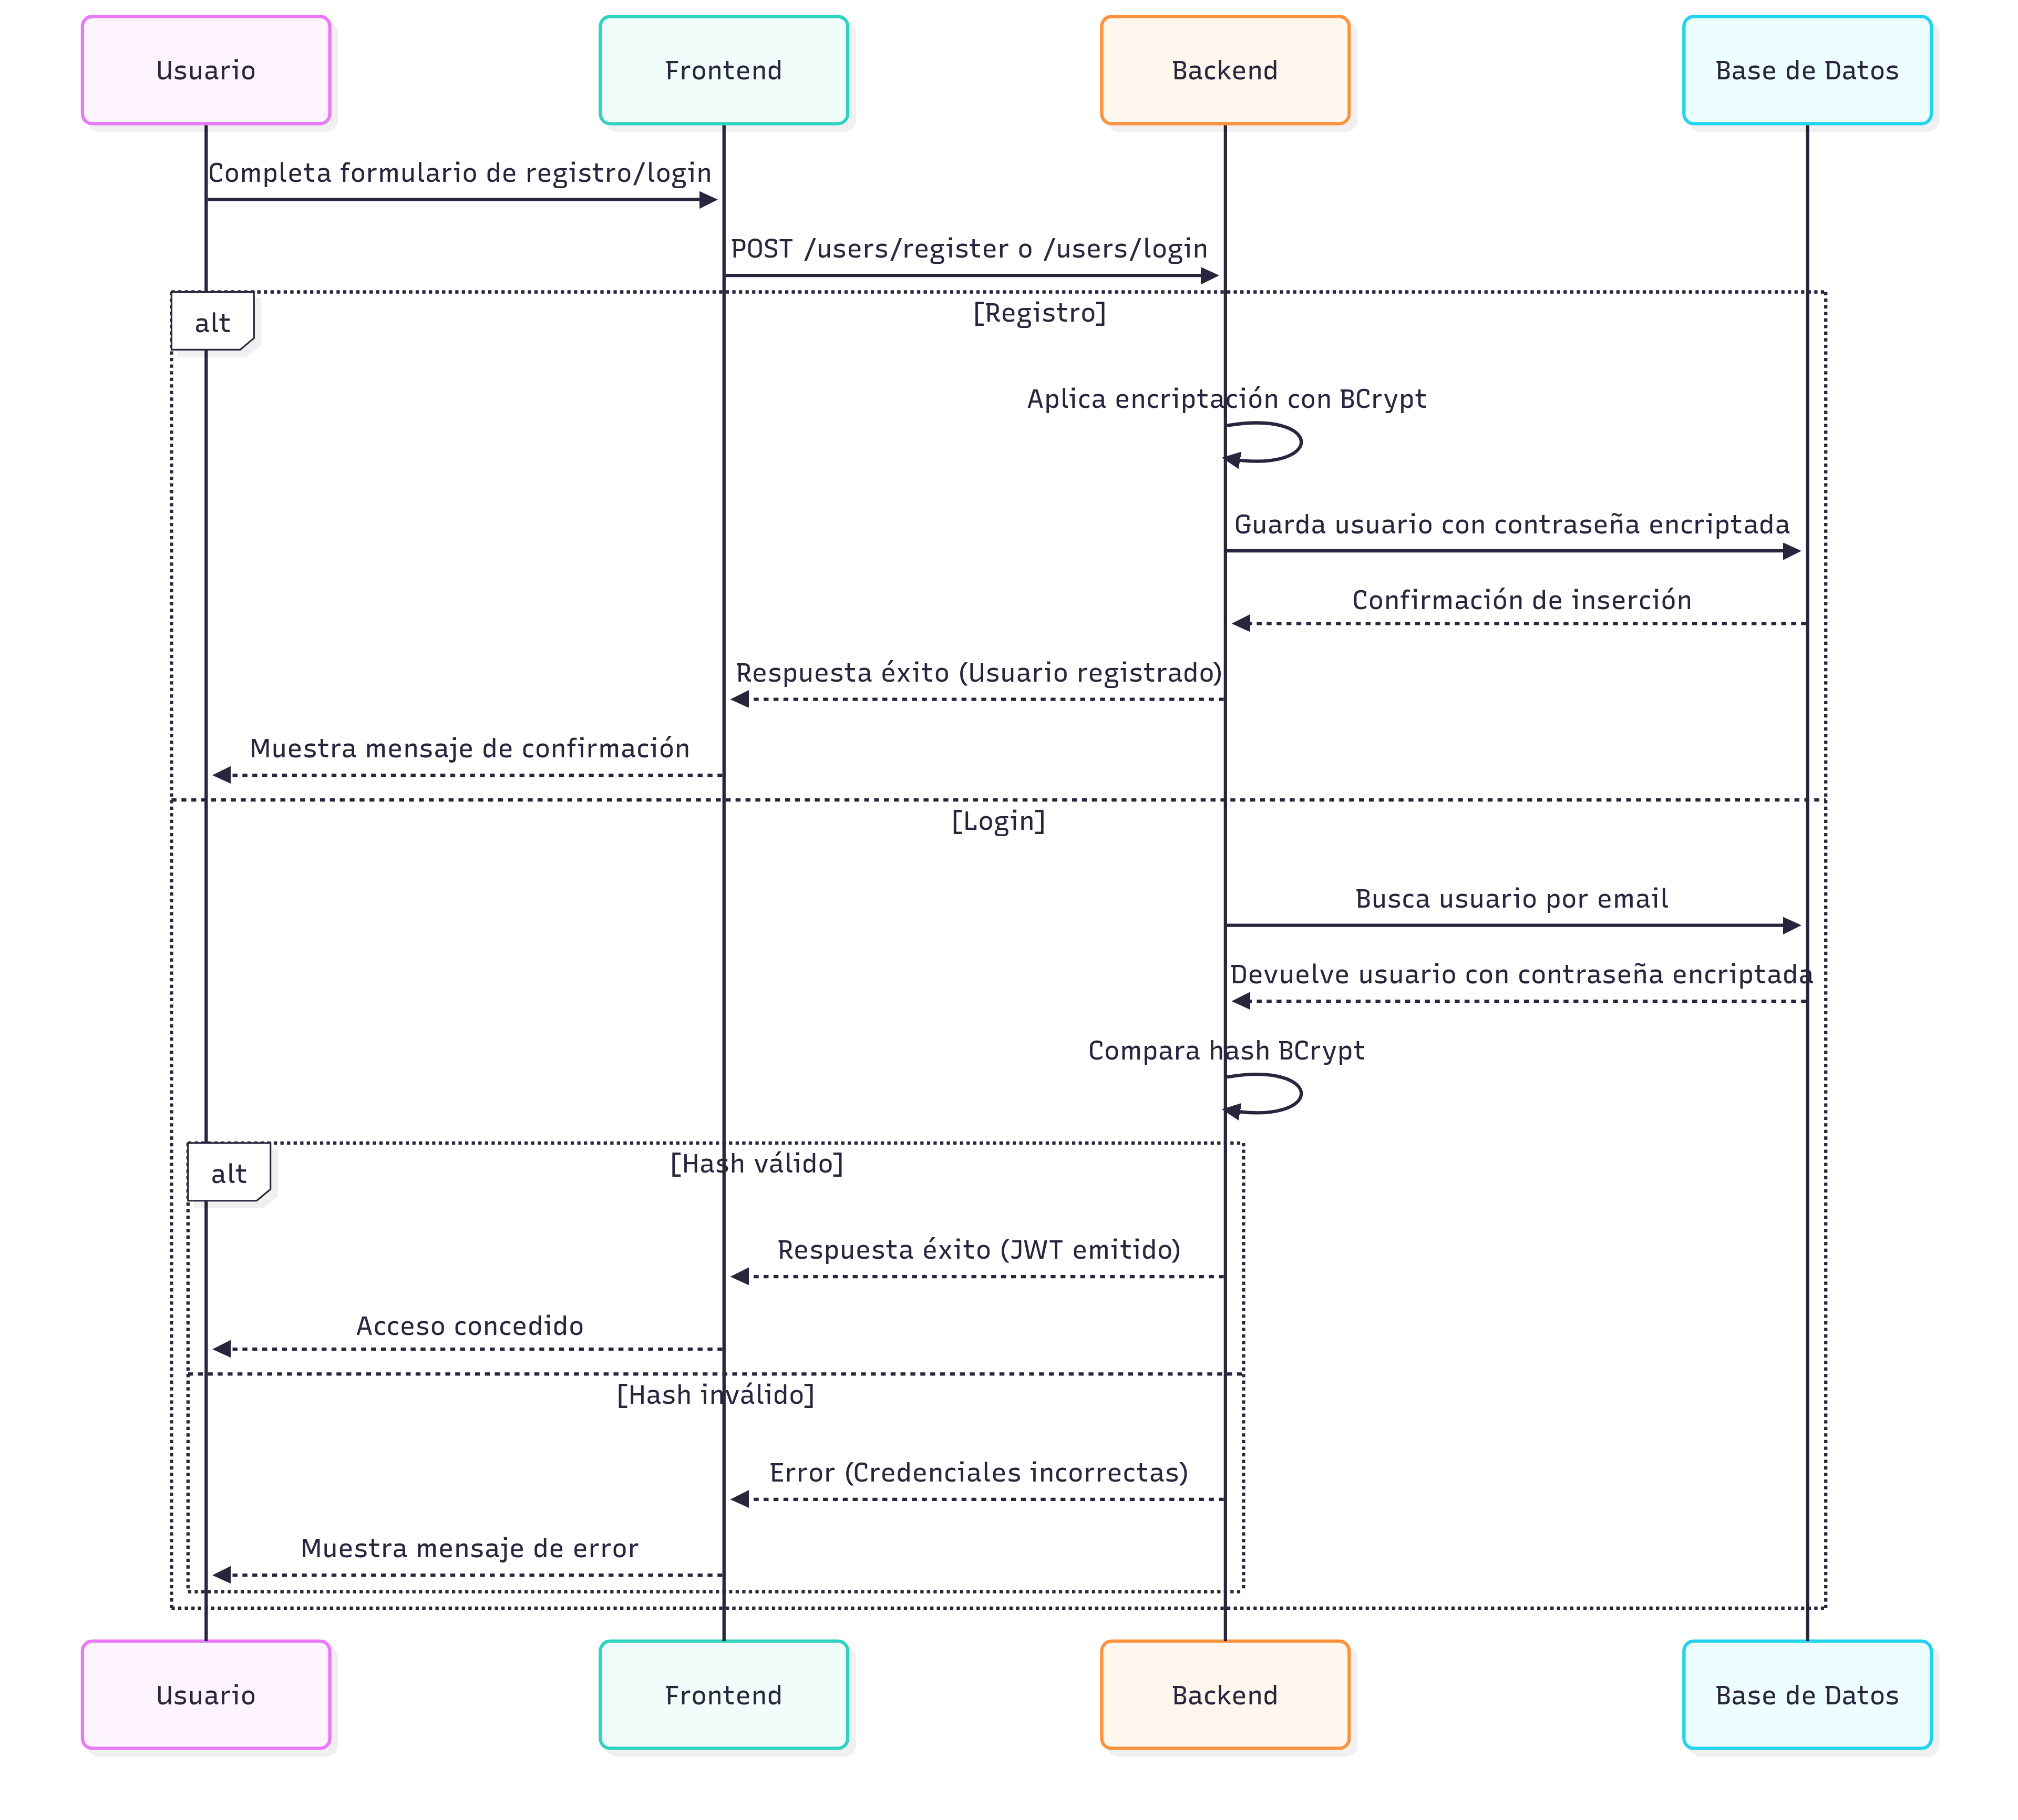 Usuario
Frontend
Backend
Base de Datos
Completa formulario de registro/login
POST /users/register o /users/login
alt
[Registro]
Aplica encriptación con BCrypt
Guarda usuario con contraseña encriptada
Confirmación de inserción
Respuesta éxito (Usuario registrado)
Muestra mensaje de confirmación
[Login]
Busca usuario por email
Devuelve usuario con contraseña encriptada
Compara hash BCrypt
alt
[Hash válido]
Respuesta éxito (JWT emitido)
Acceso concedido
[Hash inválido]
Error (Credenciales incorrectas)
Muestra mensaje de error
Usuario
Frontend
Backend
Base de Datos